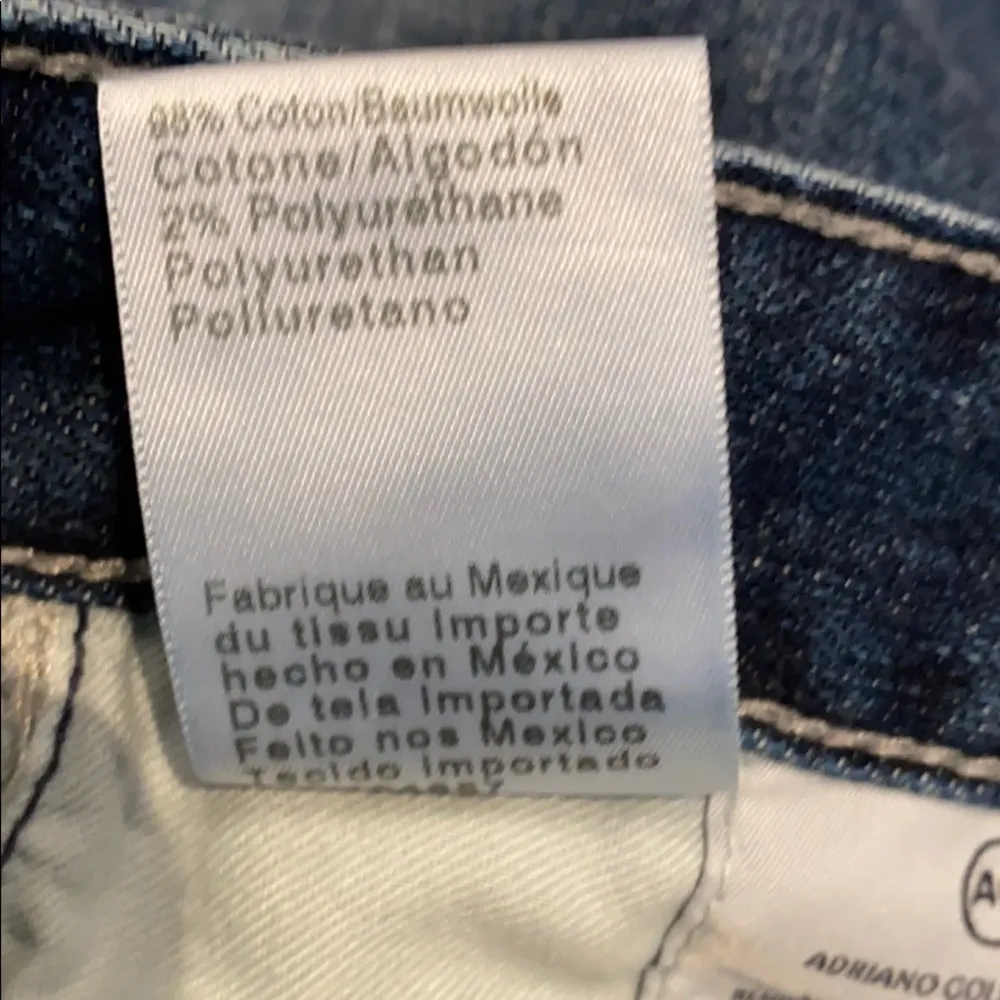 98% Coton/Baumwolle
Cotone/Algodón
2% Polyuréthane
Polyurethan
Poliuretano
Fabrique au Mexique
du tissu Importe
hecho en México
De tela Importada
Feito nos Mexico
Tecido importado
A
ADRIANO GOL